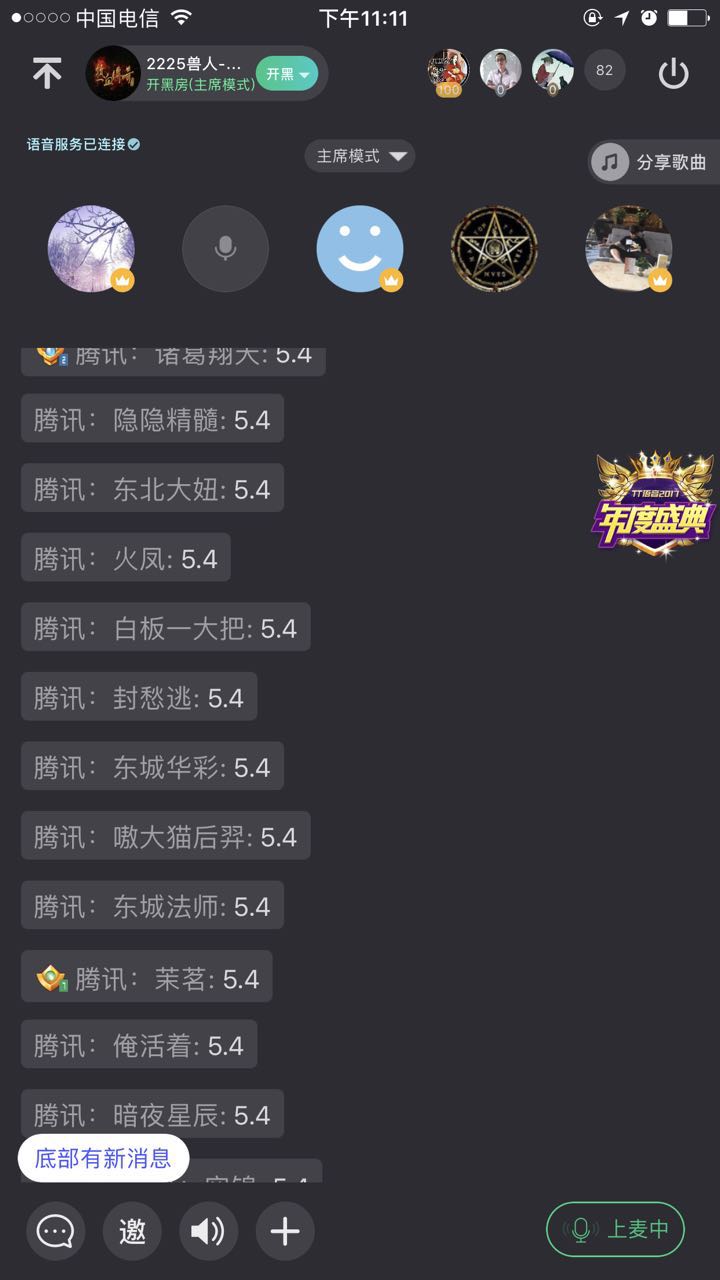 中国电信
下午11:11
2225兽人-...
开黑房(主席模式)
开黑
100
0
0
82
语音服务已连接
主席模式
分享歌曲
腾讯：诸葛翔天: 5.4
腾讯：隐隐精髓: 5.4
腾讯：东北大妞: 5.4
TT语音2017
年度盛典
腾讯：火凤: 5.4
腾讯：白板一大把: 5.4
腾讯：封愁逃: 5.4
腾讯：东城华彩: 5.4
腾讯：嗷大猫后羿: 5.4
腾讯：东城法师: 5.4
腾讯：茉茗: 5.4
腾讯：俺活着: 5.4
腾讯：暗夜星辰: 5.4
底部有新消息
5.4
邀
上麦中